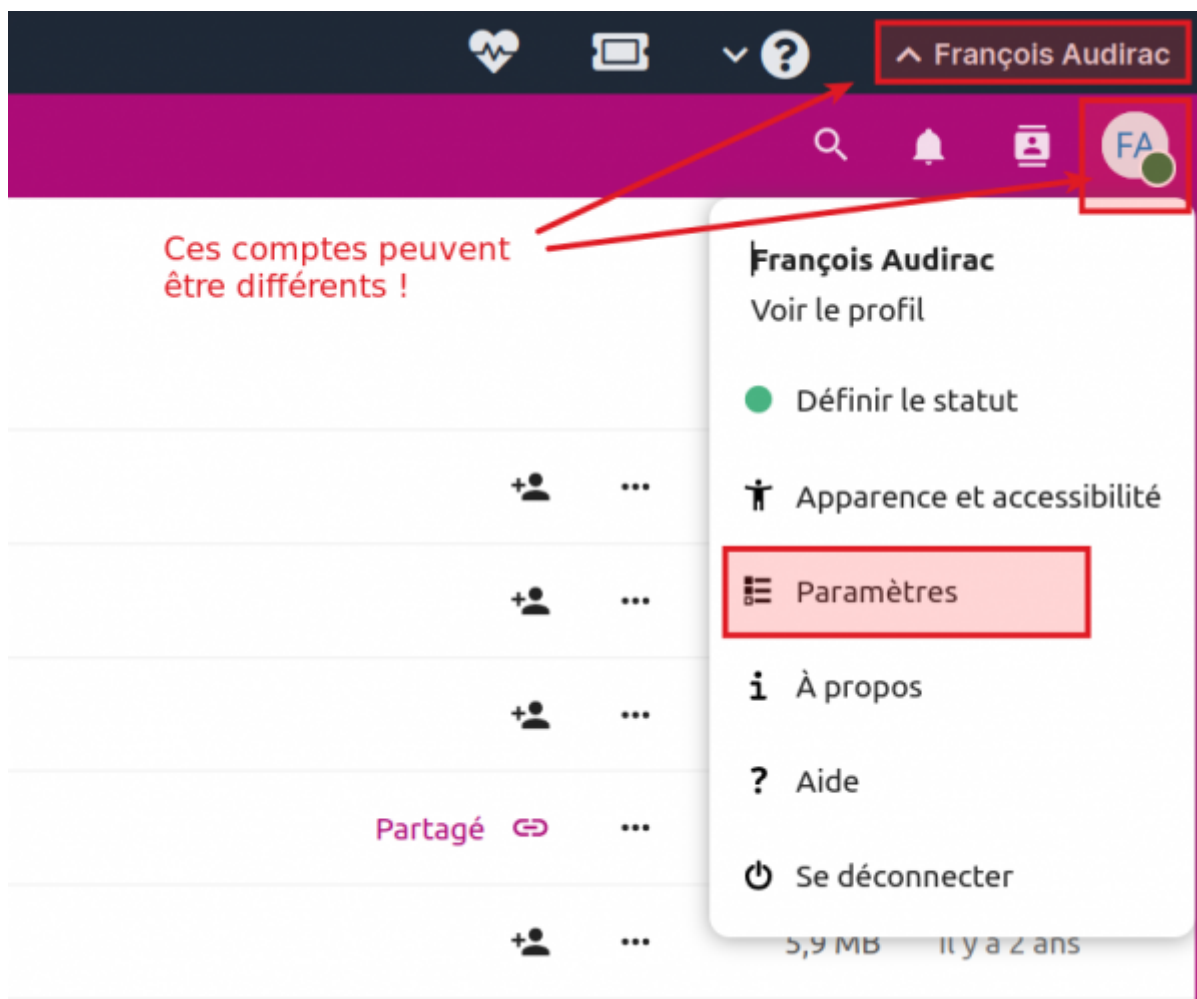 François Audirac
FA
Ces comptes peuvent
être différents !
François Audirac
Voir le profil
Définir le statut
Apparence et accessibilité
Paramètres
À propos
Aide
Partagé
Se déconnecter
5,9 MB il y a 2 ans